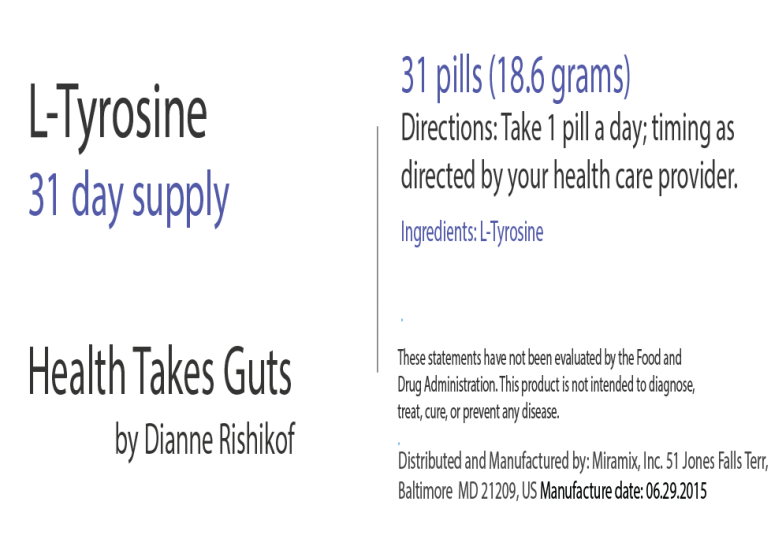 L-Tyrosine
31 day supply
Health Takes Guts
by Dianne Rishikof
31 pills (18.6 grams)
Directions: Take 1 pill a day; timing as
directed by your health care provider.
Ingredients: L-Tyrosine
These statements have not been evaluated by the Food and
Drug Administration. This product is not intended to diagnose,
treat, cure, or prevent any disease.
Distributed and Manufactured by: Miramix, Inc. 51 Jones Falls Terr,
Baltimore MD 21209, US Manufacture date: 06.29.2015